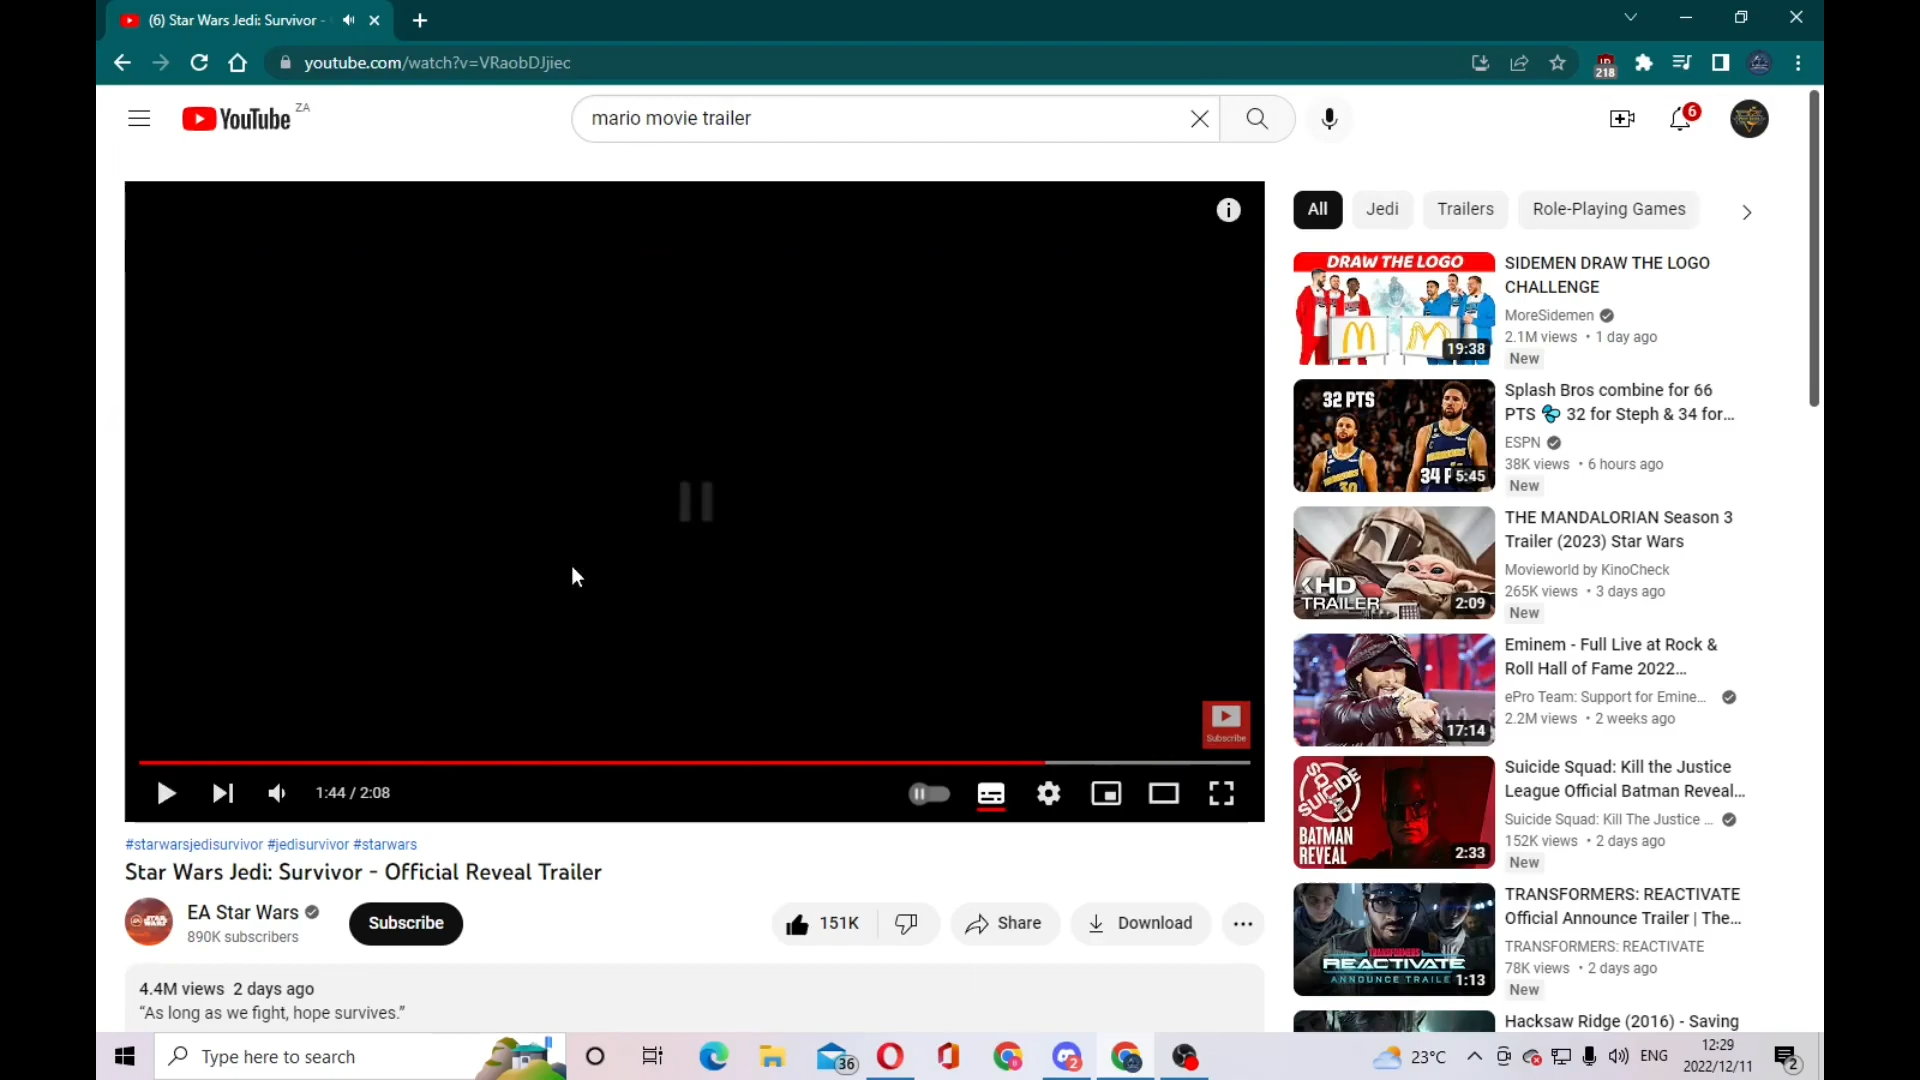 (6) Star Wars Jedi: Survivor -
youtube.com/watch?v=VRaobDJjiec
218
YouTube ZA
mario movie trailer
6
All
Jedi
Trailers
Role-Playing Games
DRAW THE LOGO
19:38
SIDEMEN DRAW THE LOGO
CHALLENGE
MoreSidemen
2.1M views • 1 day ago
New
32 PTS
34 P
5:45
Splash Bros combine for 66
PTS 💦 32 for Steph & 34 for...
ESPN
38K views • 6 hours ago
New
KHD
TRAILER
2:09
THE MANDALORIAN Season 3
Trailer (2023) Star Wars
Movieworld by KinoCheck
265K views • 3 days ago
New
17:14
Eminem - Full Live at Rock &
Roll Hall of Fame 2022...
ePro Team: Support for Emine...
2.2M views • 2 weeks ago
SUICIDE
SQUAD
BATMAN
REVEAL
2:33
Suicide Squad: Kill the Justice
League Official Batman Reveal...
Suicide Squad: Kill The Justice ...
152K views • 2 days ago
New
TRANSFORMERS
REACTIVATE
ANNOUNCE TRAILE
1:13
TRANSFORMERS: REACTIVATE
Official Announce Trailer | The...
TRANSFORMERS: REACTIVATE
78K views • 2 days ago
New
Hacksaw Ridge (2016) - Saving
Subscribe
1:44 / 2:08
#starwarsjedisurvivor #jedisurvivor #starwars
Star Wars Jedi: Survivor - Official Reveal Trailer
EA Star Wars
890K subscribers
Subscribe
151K
Share
Download
4.4M views 2 days ago
“As long as we fight, hope survives.”
Type here to search
36
2
23°C
ENG
12:29
2022/12/11
2